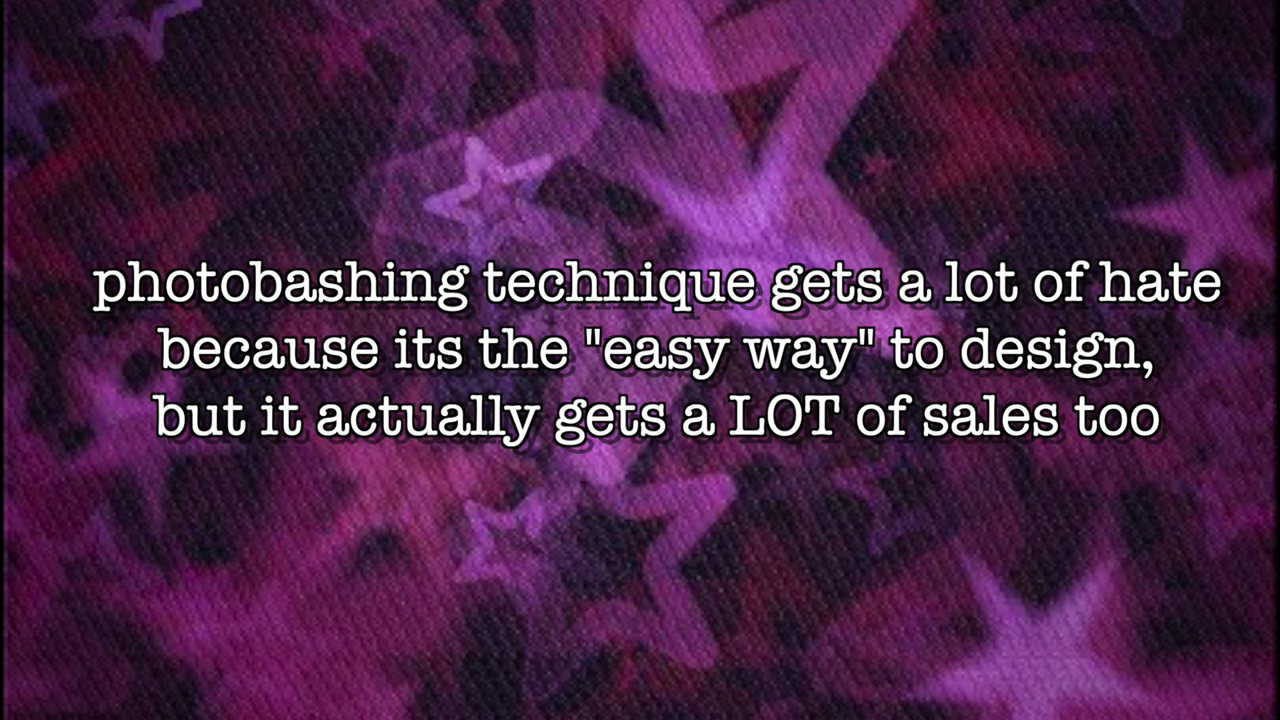 photobashing technique gets a lot of hate
because its the "easy way" to design,
but it actually gets a LOT of sales too